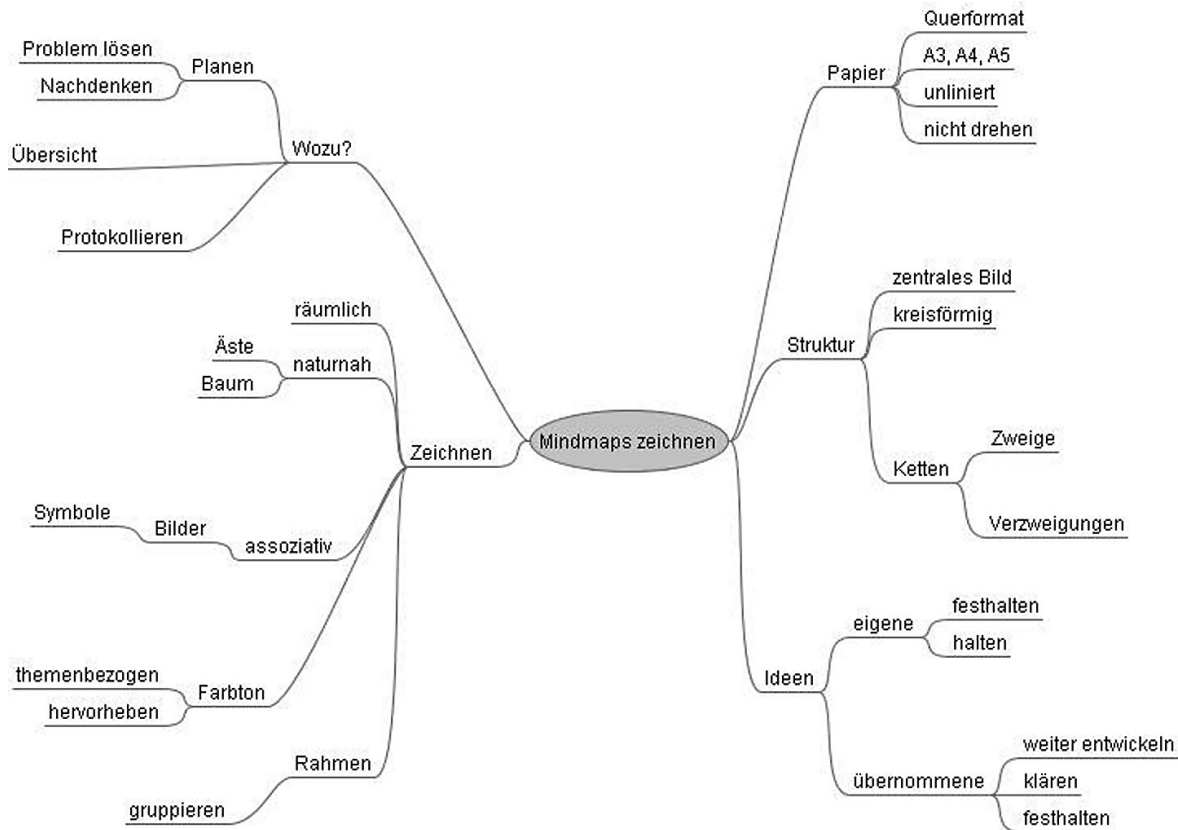 Mindmaps zeichnen
Wozu?
Planen
Problem lösen
Nachdenken
Übersicht
Protokollieren
Zeichnen
räumlich
naturnah
Äste
Baum
assoziativ
Bilder
Symbole
Farbton
themenbezogen
hervorheben
Rahmen
gruppieren
Papier
Querformat
A3, A4, A5
unliniert
nicht drehen
Struktur
zentrales Bild
kreisförmig
Ketten
Zweige
Verzweigungen
Ideen
eigene
festhalten
halten
übernommene
weiter entwickeln
klären
festhalten